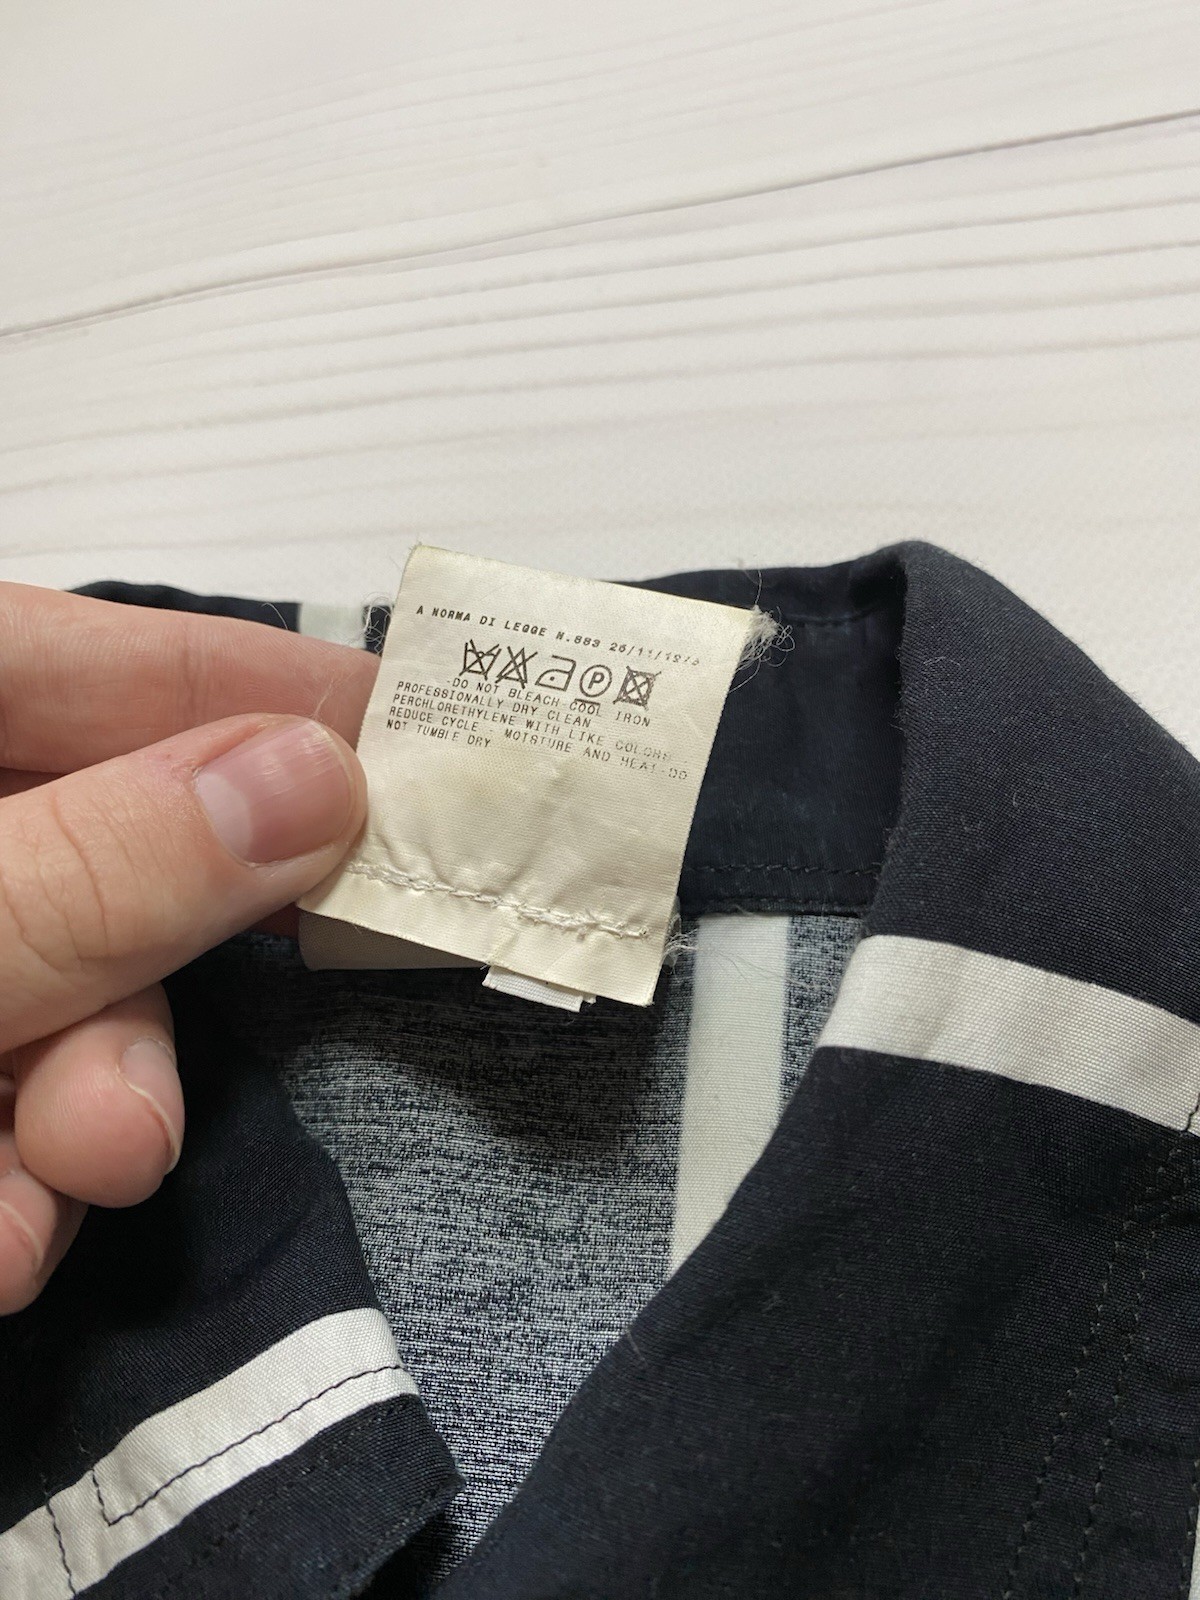 A NORMA DI LEGGE N.883 26/11/1973
P
-DO NOT BLEACH-COOL IRON
PROFESSIONALLY DRY CLEAN
PERCHLORETHYLENE WITH LIKE COLORS
REDUCE CYCLE - MOTSTURE AND HEAT-DO
NOT TUMBLE DRY